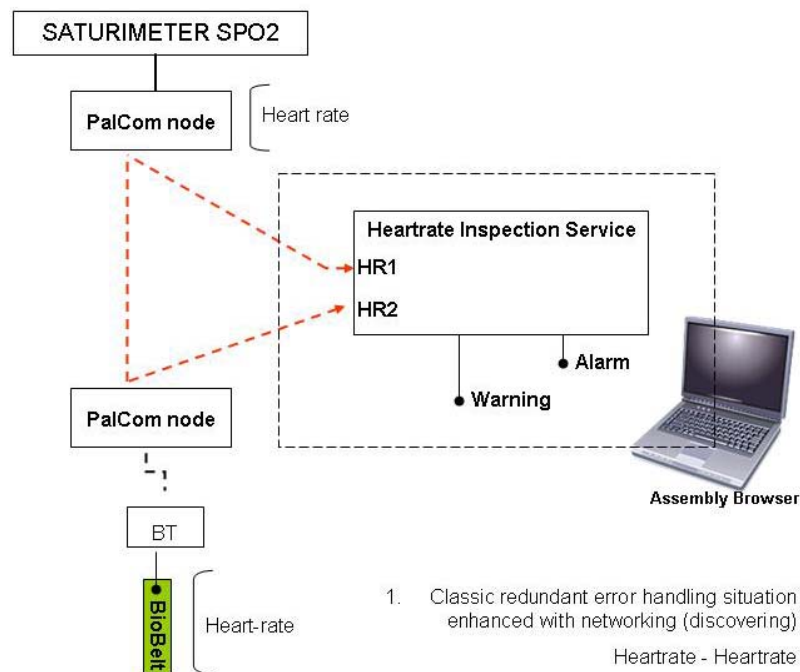 SATURIMETER SPO2
PalCom node
Heart rate
Heartrate Inspection Service
HR1
HR2
Alarm
Warning
PalCom node
Assembly Browser
BT
BioBelt
Heart-rate
1. Classic redundant error handling situation
enhanced with networking (discovering)
Heartrate - Heartrate